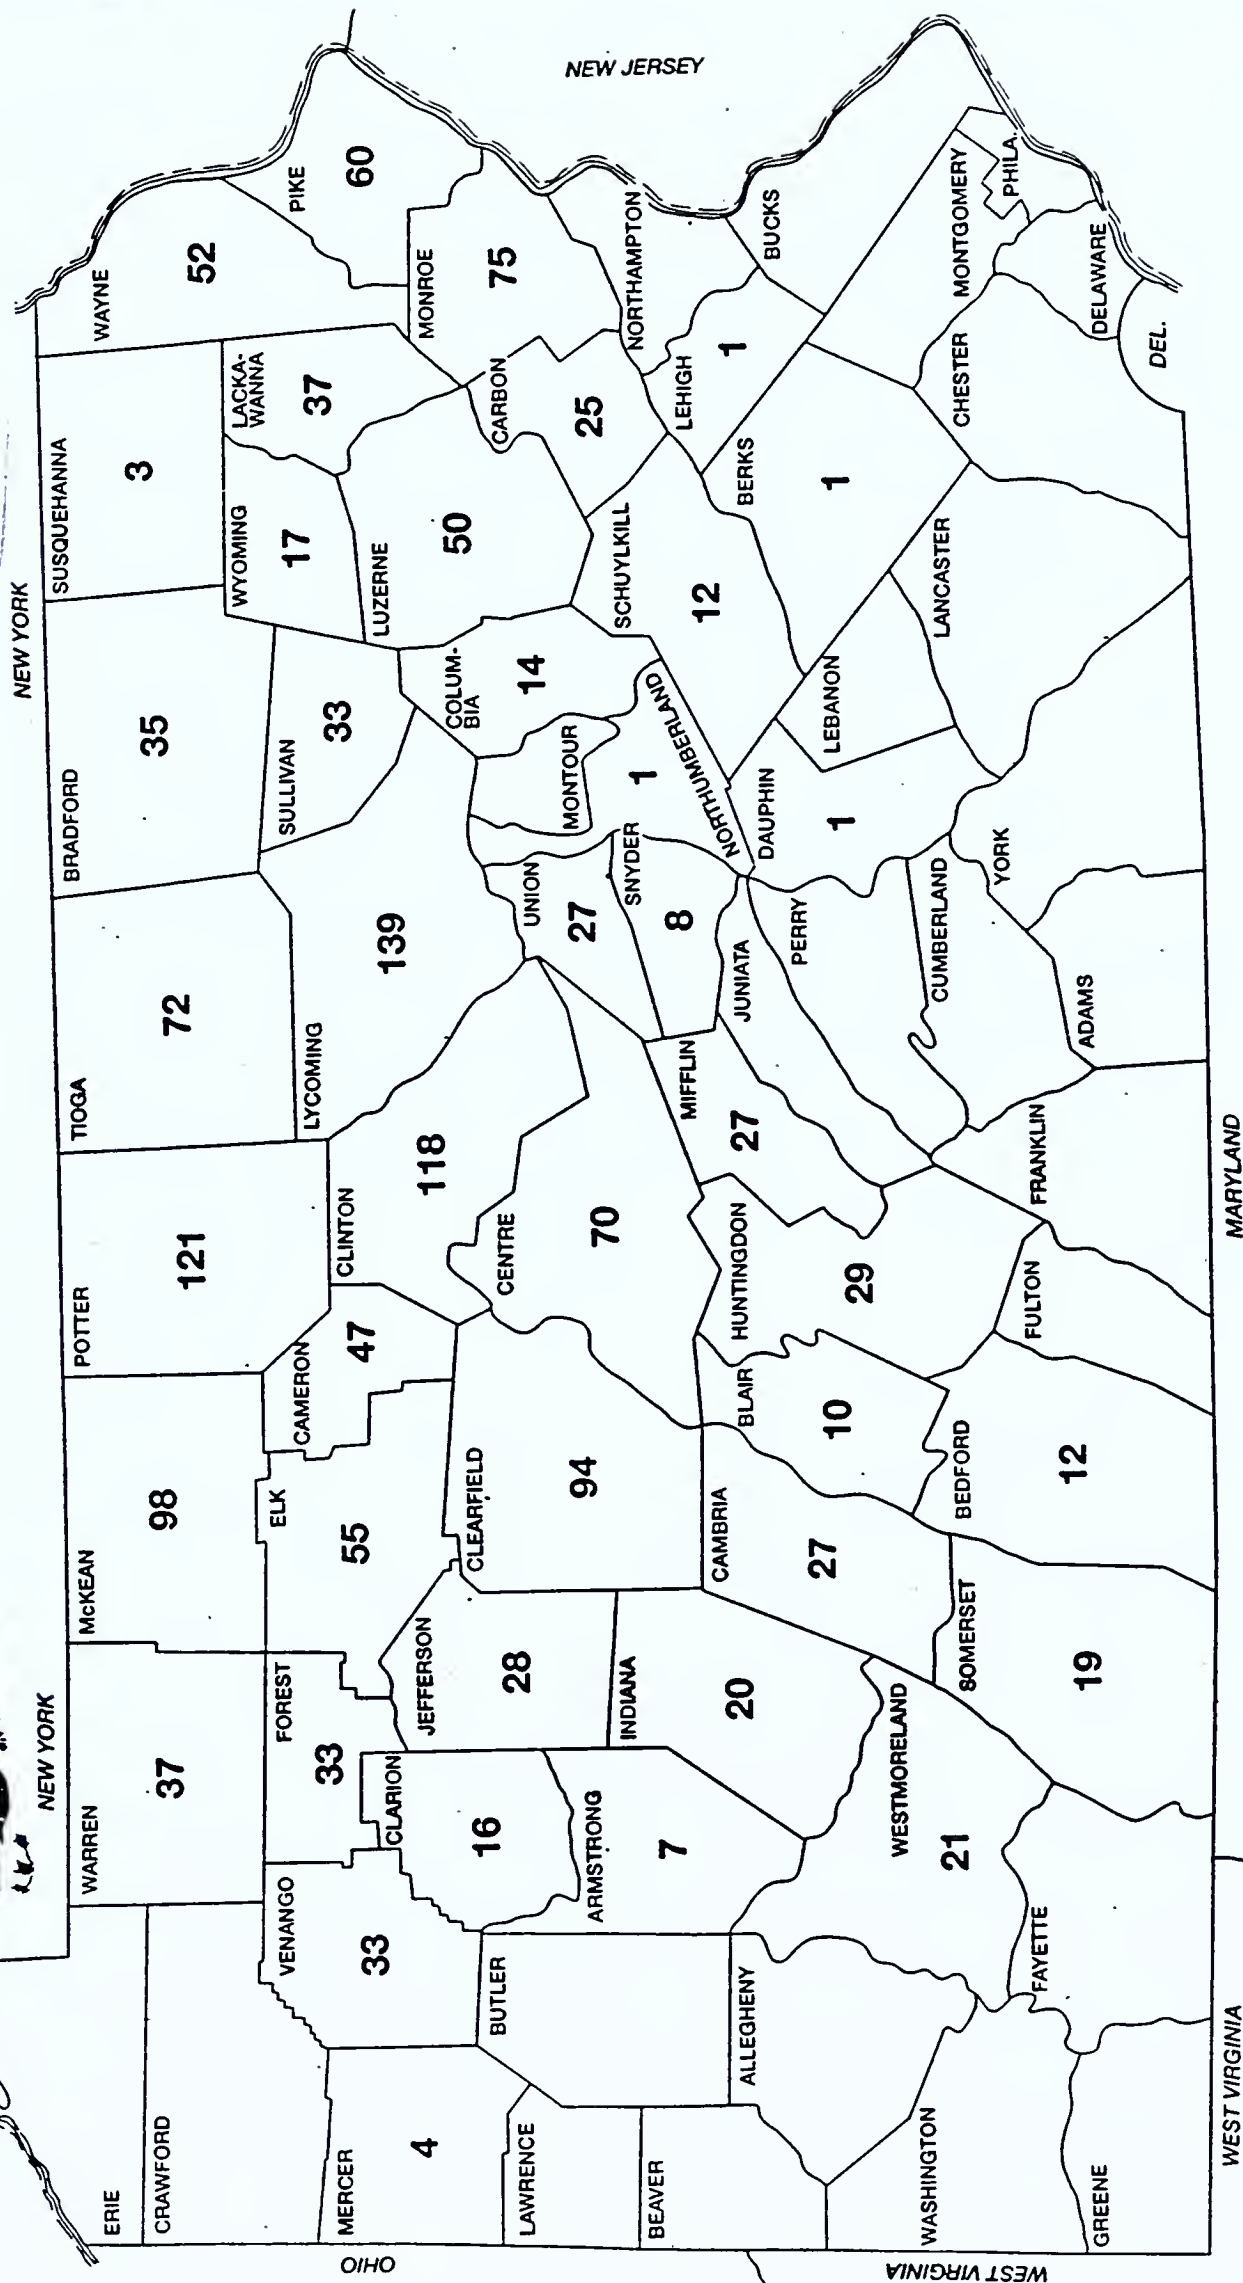 NEW YORK
NEW YORK
NEW JERSEY
OHIO
WEST VIRGINIA
WEST VIRGINIA
MARYLAND
DEL.
ERIE
CRAWFORD
WARREN
37
McKEAN
98
POTTER
121
TIOGA
72
BRADFORD
35
SUSQUEHANNA
3
WAYNE
52
PIKE
60
MERCER
4
VENANGO
33
FOREST
33
ELK
55
CAMERON
47
CLINTON
118
LYCOMING
139
SULLIVAN
33
WYOMING
17
LACKA-
WANNA
37
LUZERNE
50
MONROE
75
LAWRENCE
BUTLER
CLARION
16
JEFFERSON
28
CLEARFIELD
94
CENTRE
70
UNION
27
SNYDER
8
MONTOUR
COLUM-
BIA
14
NORTHUMBERLAND
1
CARBON
25
SCHUYLKILL
12
NORTHAMPTON
LEHIGH
1
BUCKS
BEAVER
ALLEGHENY
ARMSTRONG
7
INDIANA
20
CAMBRIA
27
BLAIR
10
HUNTINGDON
29
MIFFLIN
27
JUNIATA
PERRY
DAUPHIN
1
LEBANON
BERKS
1
MONTGOMERY
PHILA.
WASHINGTON
WESTMORELAND
21
SOMERSET
19
BEDFORD
12
FULTON
FRANKLIN
CUMBERLAND
ADAMS
YORK
LANCASTER
CHESTER
DELAWARE
GREENE
FAYETTE